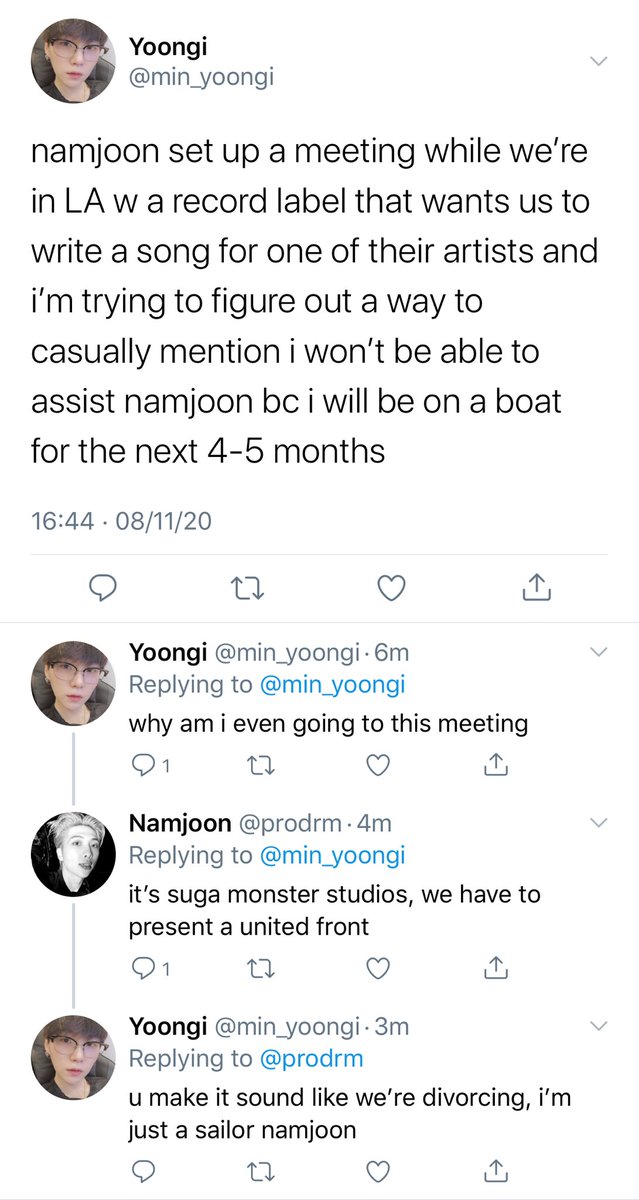 Yoongi
@min_yoongi
namjoon set up a meeting while we’re
in LA w a record label that wants us to
write a song for one of their artists and
i’m trying to figure out a way to
casually mention i won’t be able to
assist namjoon bc i will be on a boat
for the next 4-5 months
16:44 · 08/11/20
Yoongi @min_yoongi · 6m
Replying to @min_yoongi
why am i even going to this meeting
1
Namjoon @prodrm · 4m
Replying to @min_yoongi
it’s suga monster studios, we have to
present a united front
1
Yoongi @min_yoongi · 3m
Replying to @prodrm
u make it sound like we’re divorcing, i’m
just a sailor namjoon